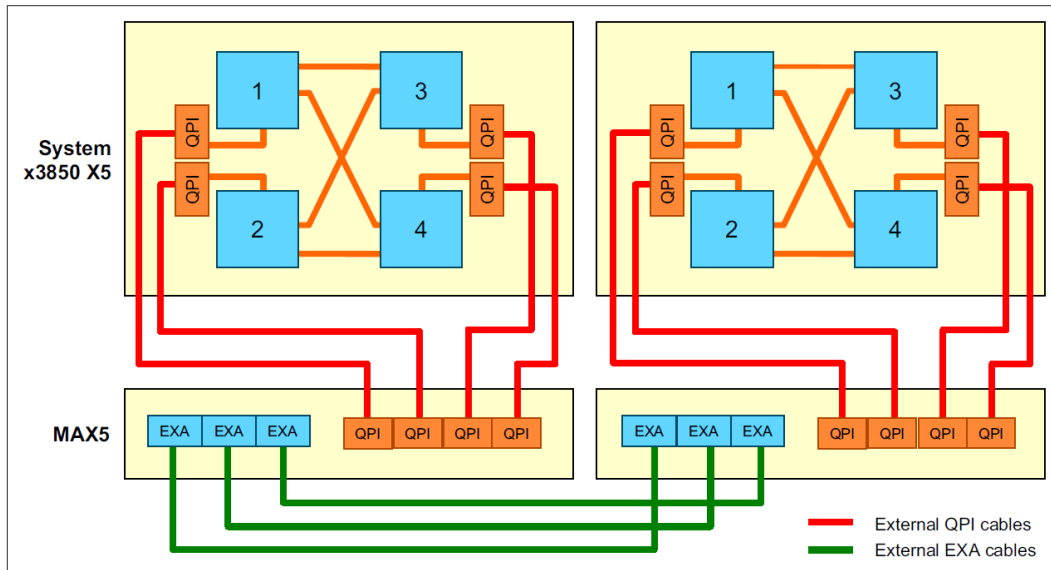 1 3 1 3
QPI QPI QPI QPI
System
x3850 X5
QPI QPI QPI QPI
2 4 2 4
MAX5
EXA EXA EXA QPI QPI QPI QPI EXA EXA EXA QPI QPI QPI QPI
External QPI cables
External EXA cables